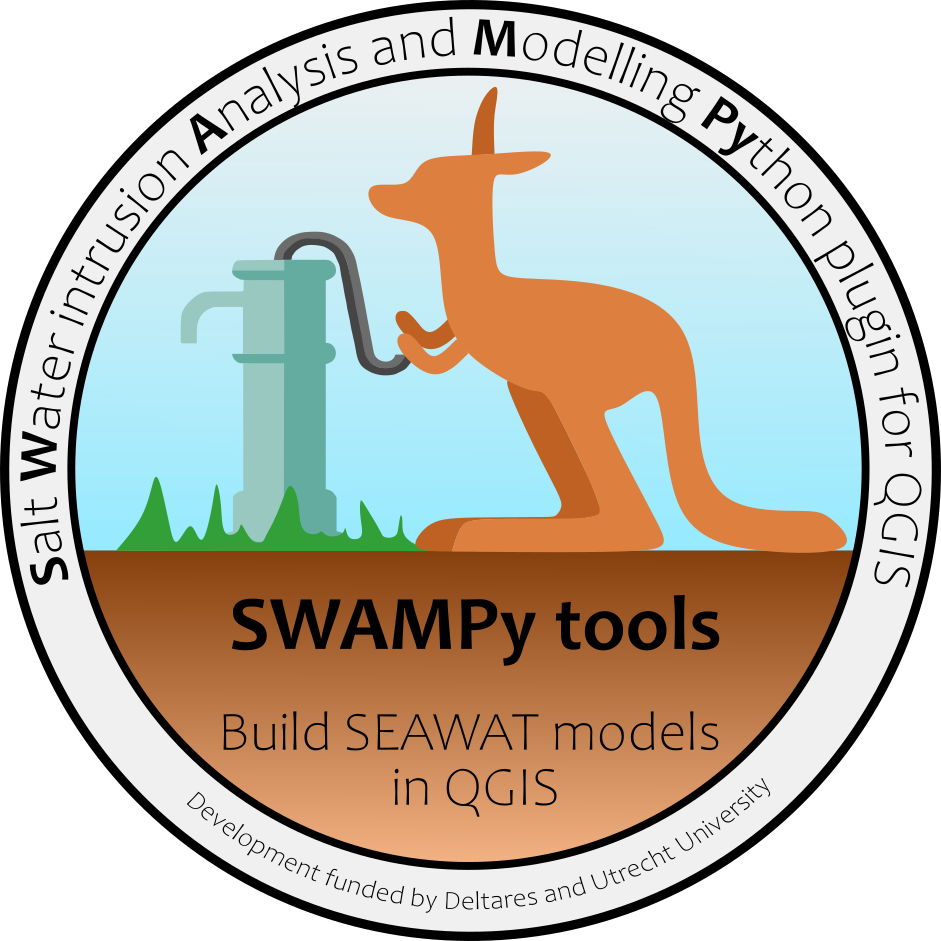 Salt Water intrusion Analysis and Modelling Python plugin for QGIS
SWAMPy tools
Build SEAWAT models
in QGIS
Development funded by Deltares and Utrecht University